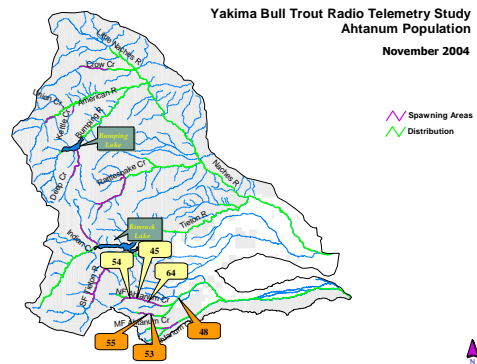 Yakima Bull Trout Radio Telemetry Study
Ahtanum Population
November 2004
Spawning Areas
Distribution
Little Naches R
Crow Cr
American R
Union Cr
Kettle Cr
Bumping R
Bumping
Lake
Deep Cr
Rattlesnake Cr
Naches R
Tieton R
Rimrock
Lake
Indian Cr
SF Tieton R
45
54
64
NF Ahtanum Cr
MF Ahtanum Cr
Ahtanum
48
55
53
N